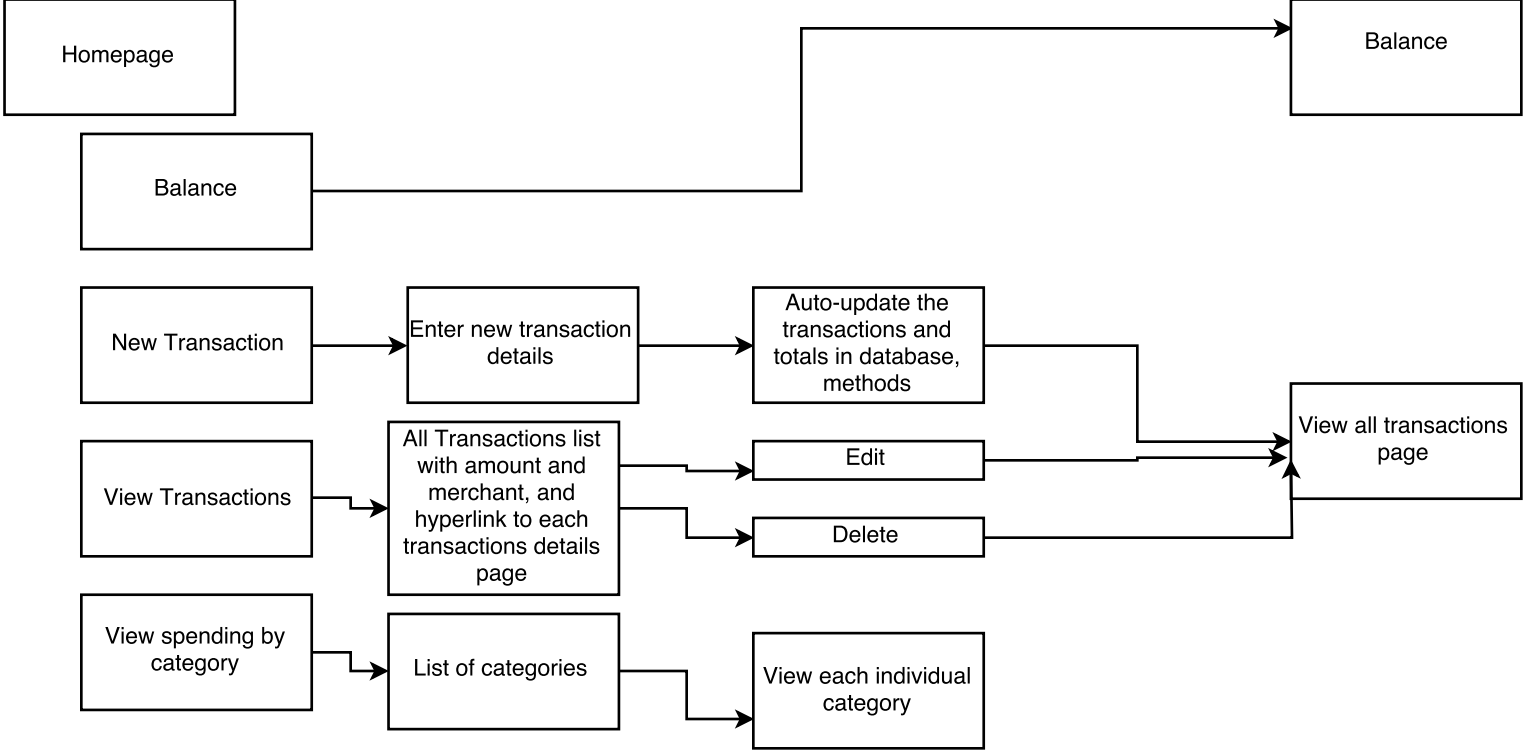 Homepage
Balance
Balance
New Transaction
Enter new transaction
details
Auto-update the
transactions and
totals in database,
methods
View all transactions
page
View Transactions
All Transactions list
with amount and
merchant, and
hyperlink to each
transactions details
page
Edit
Delete
View spending by
category
List of categories
View each individual
category